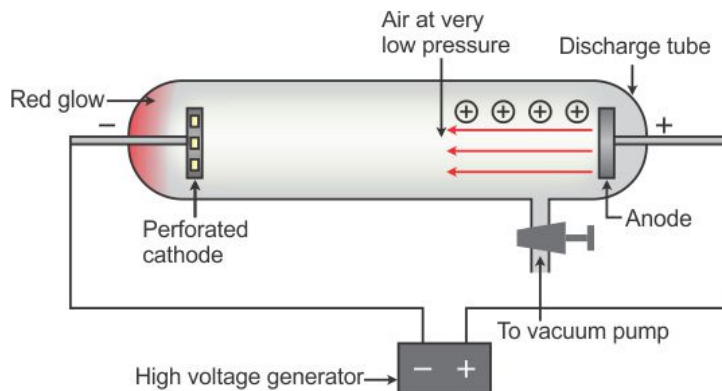 Air at very
low pressure
Discharge tube
Red glow
−
+
⊕ ⊕ ⊕ ⊕
Perforated
cathode
Anode
To vacuum pump
− +
High voltage generator